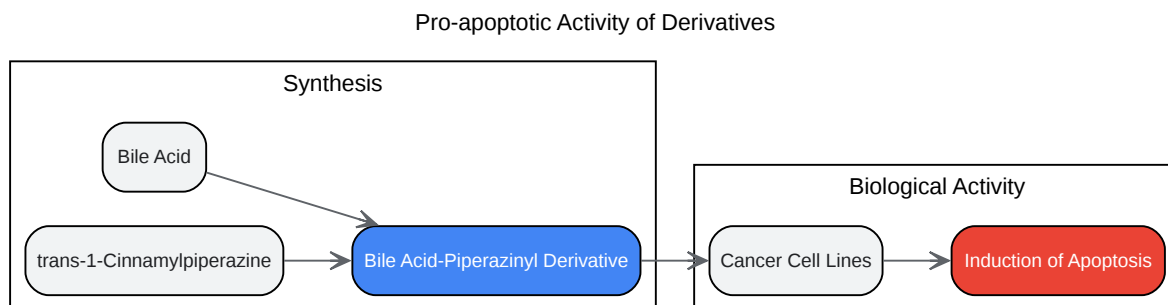 Pro-apoptotic Activity of Derivatives
Synthesis
Bile Acid
trans-1-Cinnamylpiperazine
Bile Acid-Piperazinyl Derivative
Biological Activity
Cancer Cell Lines
Induction of Apoptosis